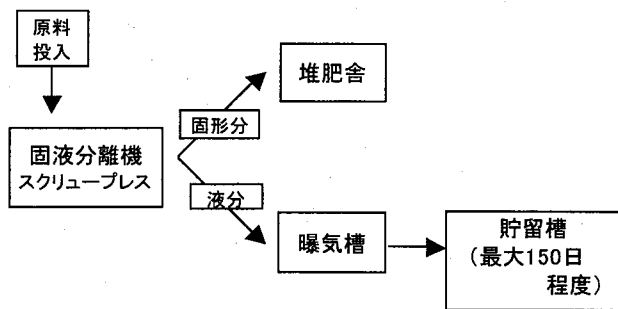 原料
投入
固液分離機
スクリュープレス
固形分
堆肥舎
液分
曝気槽
貯留槽
(最大150日
程度)